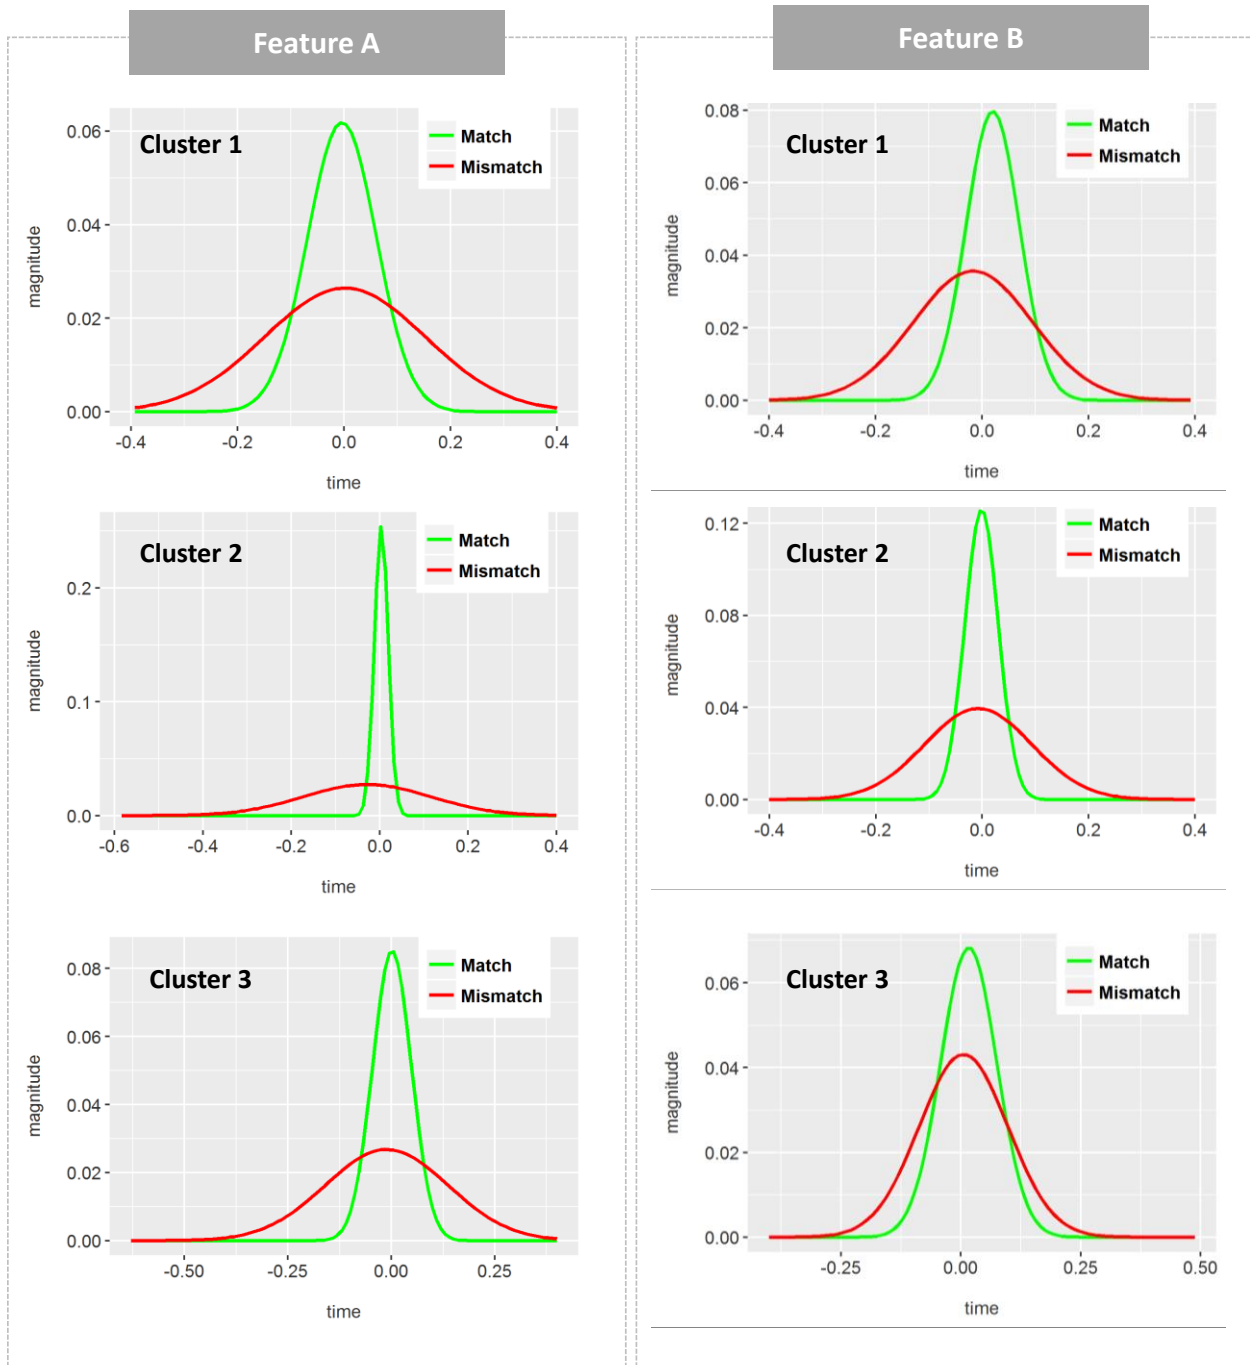 Feature A
Cluster 1
Match
Mismatch
magnitude
0.06
0.04
0.02
0.00
-0.4 -0.2 0.0 0.2 0.4
time
Cluster 2
Match
Mismatch
magnitude
0.2
0.1
0.0
-0.6 -0.4 -0.2 0.0 0.2 0.4
time
Cluster 3
Match
Mismatch
magnitude
0.08
0.06
0.04
0.02
0.00
-0.50 -0.25 0.00 0.25
time
Feature B
Cluster 1
Match
Mismatch
magnitude
0.08
0.06
0.04
0.02
0.00
-0.4 -0.2 0.0 0.2 0.4
time
Cluster 2
Match
Mismatch
magnitude
0.12
0.08
0.04
0.00
-0.4 -0.2 0.0 0.2 0.4
time
Cluster 3
Match
Mismatch
magnitude
0.06
0.04
0.02
0.00
-0.25 0.00 0.25 0.50
time